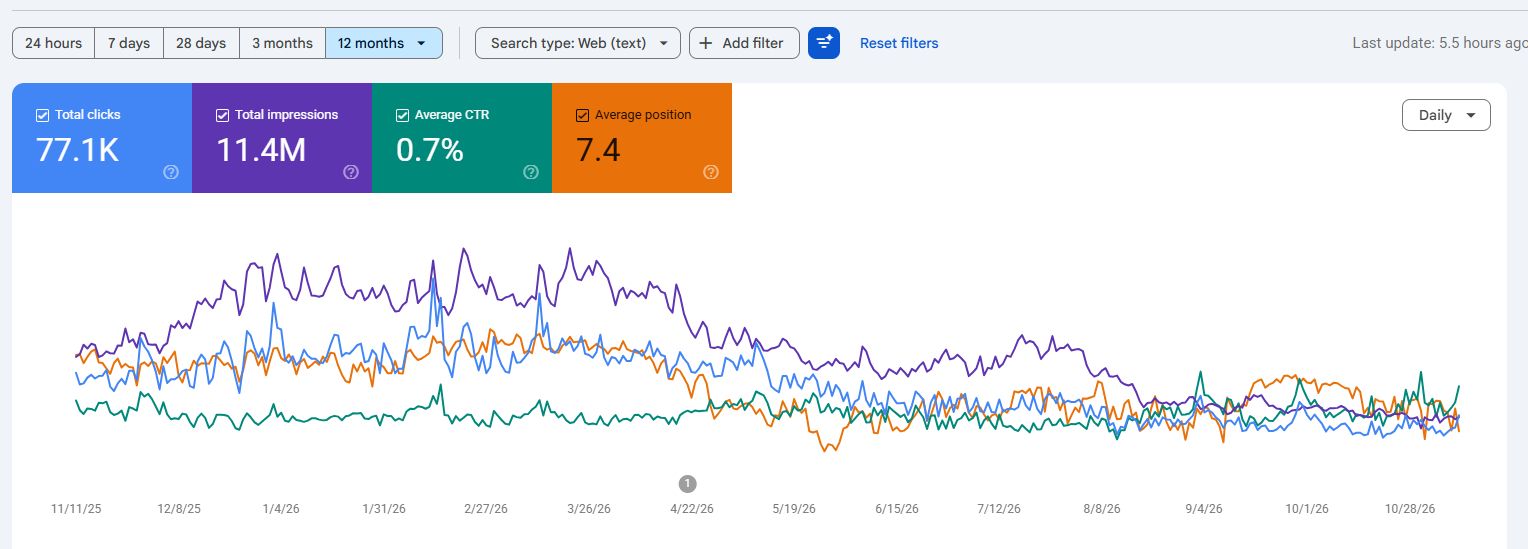 24 hours 7 days 28 days 3 months 12 months Search type: Web (text) Add filter Reset filters Last update: 5.5 hours ago
Total clicks Total impressions Average CTR Average position Daily
77.1K 11.4M 0.7% 7.4
1
11/11/25 12/8/25 1/4/26 1/31/26 2/27/26 3/26/26 4/22/26 5/19/26 6/15/26 7/12/26 8/8/26 9/4/26 10/1/26 10/28/26